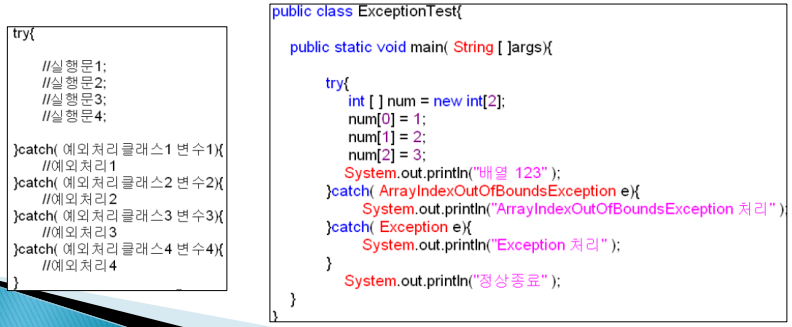 try{
//실행문1;
//실행문2;
//실행문3;
//실행문4;
}catch( 예외처리클래스1 변수1){
//예외처리1
}catch( 예외처리클래스2 변수2){
//예외처리2
}catch( 예외처리클래스3 변수3){
//예외처리3
}catch( 예외처리클래스4 변수4){
//예외처리4
}
public class ExceptionTest{
public static void main( String [ ]args){
try{
int [ ] num = new int[2];
num[0] = 1;
num[1] = 2;
num[2] = 3;
System.out.println("배열 123" );
}catch( ArrayIndexOutOfBoundsException e){
System.out.println("ArrayIndexOutOfBoundsException 처리" );
}catch( Exception e){
System.out.println("Exception 처리" );
}
System.out.println("정상종료" );
}
}